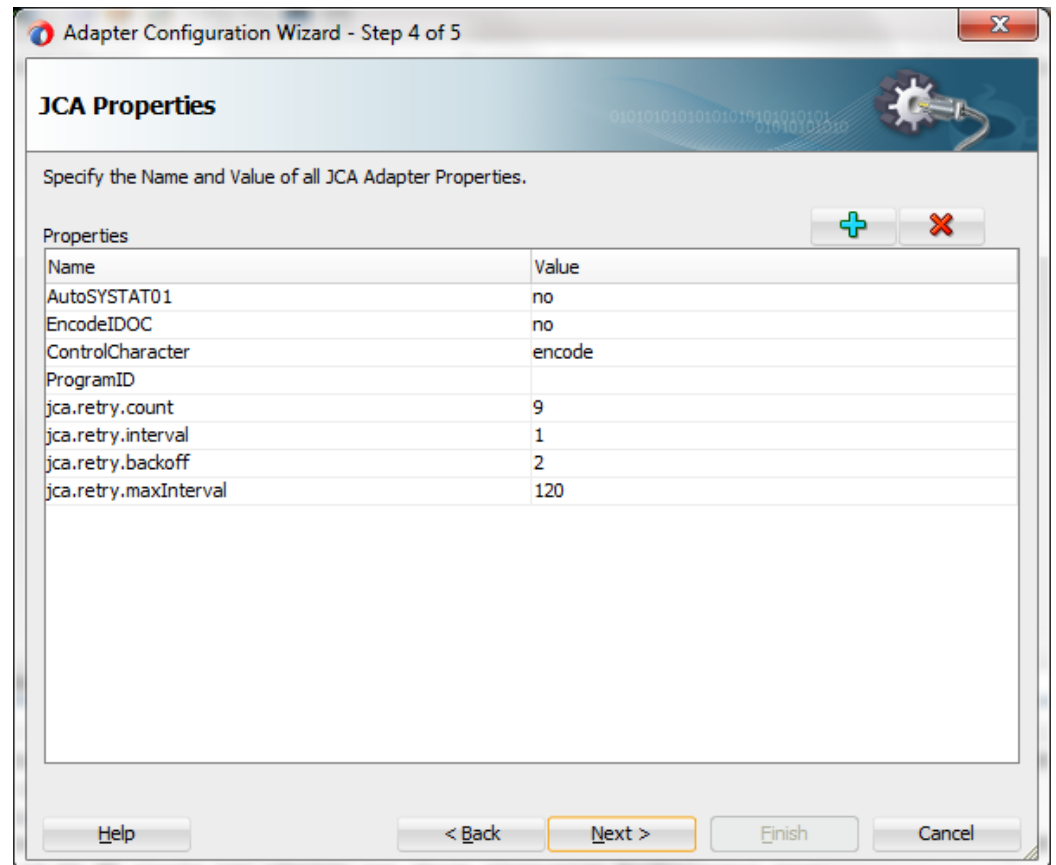 Adapter Configuration Wizard - Step 4 of 5
JCA Properties
Specify the Name and Value of all JCA Adapter Properties.
Properties
Name Value
AutoSYSTAT01 no
EncodeIDOC no
ControlCharacter encode
ProgramID
jca.retry.count 9
jca.retry.interval 1
jca.retry.backoff 2
jca.retry.maxInterval 120
Help < Back Next > Finish Cancel